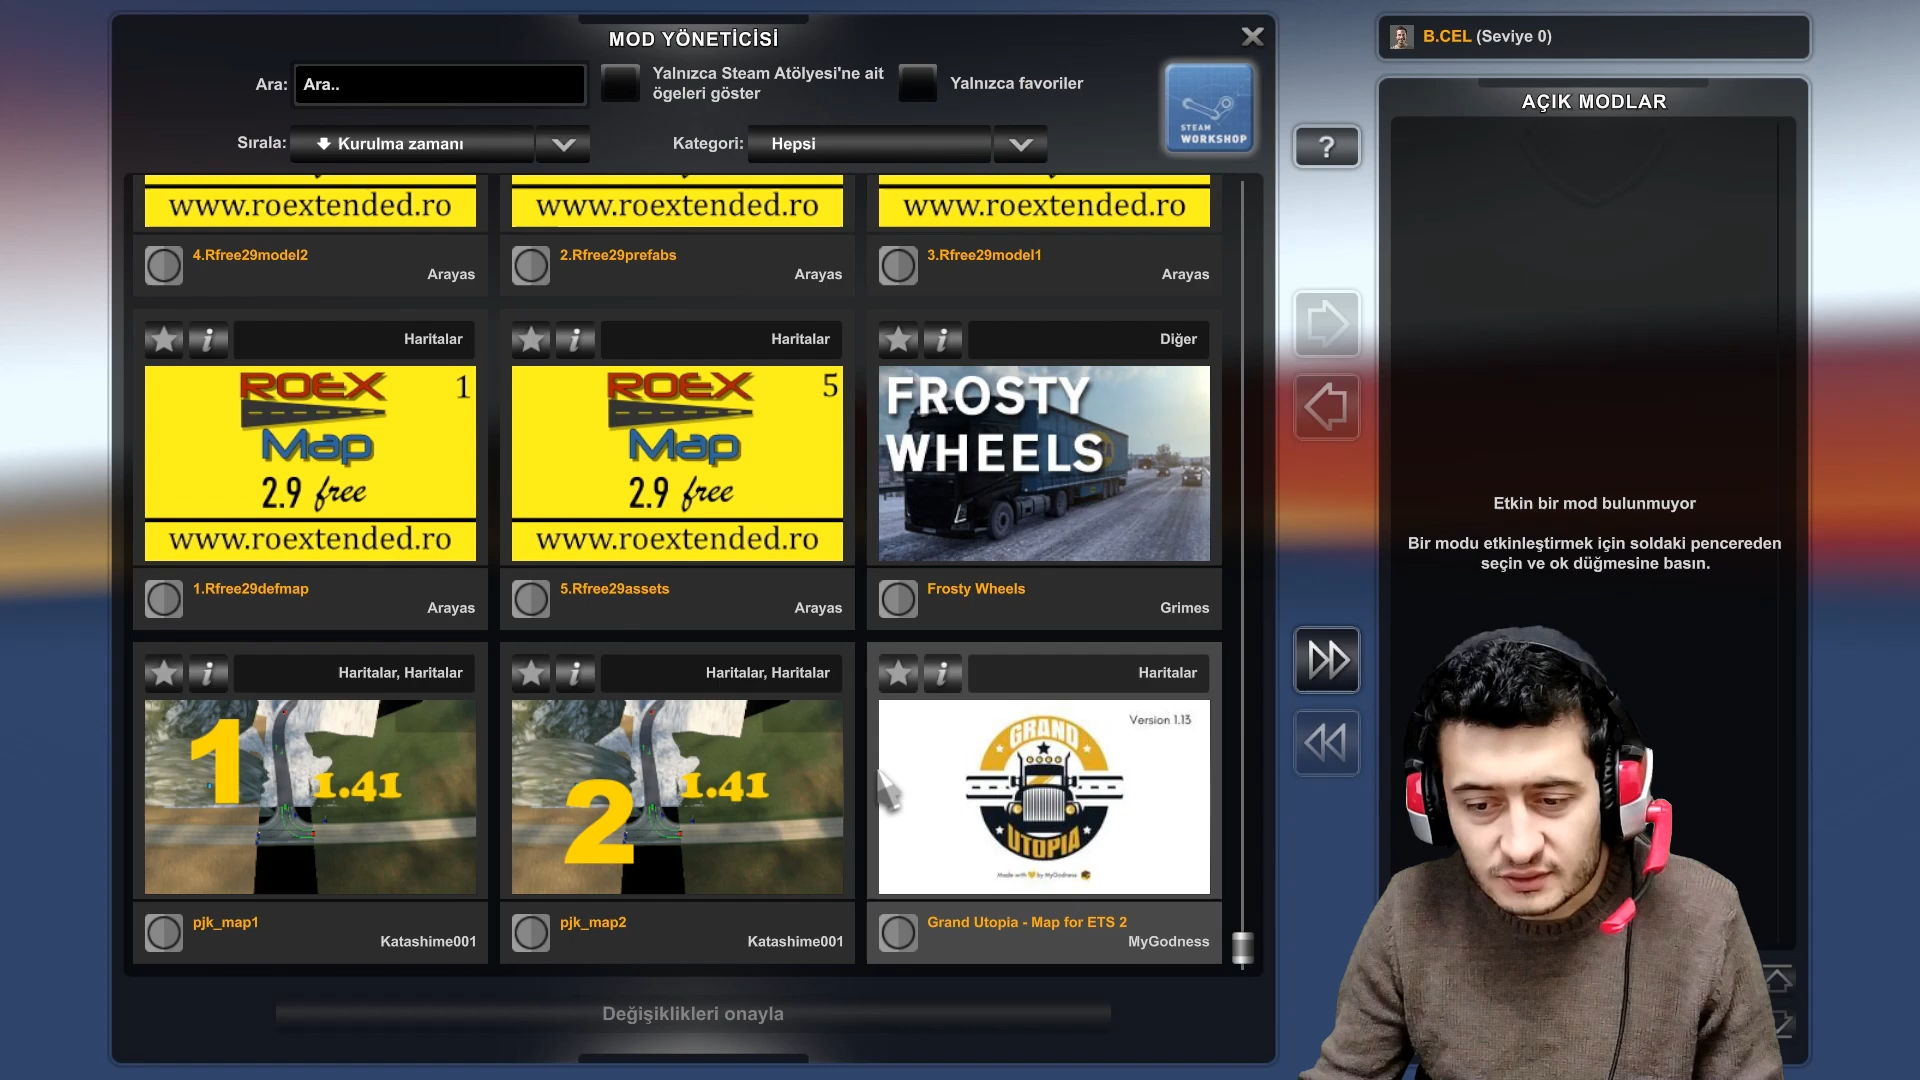 MOD YÖNETİCİSİ
B.CEL (Seviye 0)
Ara:
Ara..
Yalnızca Steam Atölyesi'ne ait
ögeleri göster
Yalnızca favoriler
STEAM
WORKSHOP
AÇIK MODLAR
Sırala:
Kurulma zamanı
Kategori:
Hepsi
?
www.roextended.ro
www.roextended.ro
www.roextended.ro
4.Rfree29model2
Arayas
2.Rfree29prefabs
Arayas
3.Rfree29model1
Arayas
i
Haritalar
i
Haritalar
i
Diğer
ROEX
1
Map
2.9 free
www.roextended.ro
ROEX
5
Map
2.9 free
www.roextended.ro
FROSTY
WHEELS
1.Rfree29defmap
Arayas
5.Rfree29assets
Arayas
Frosty Wheels
Grimes
Etkin bir mod bulunmuyor
Bir modu etkinleştirmek için soldaki pencereden
seçin ve ok düğmesine basın.
i
Haritalar, Haritalar
i
Haritalar, Haritalar
i
Haritalar
1
1.41
2
1.41
Version 1.13
GRAND
UTOPIA
Made with by MyGodness
pjk_map1
Katashime001
pjk_map2
Katashime001
Grand Utopia - Map for ETS 2
MyGodness
Değişiklikleri onayla